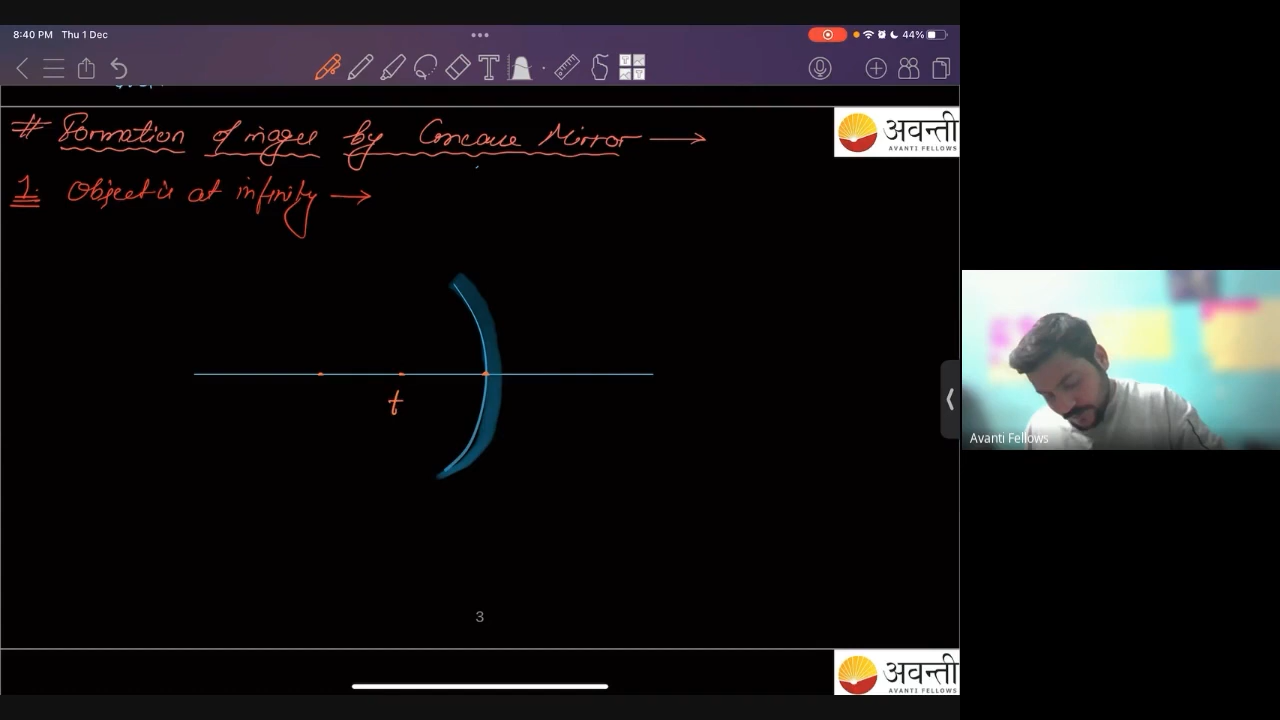 8:40 PM Thu 1 Dec
44%
# Formation of images by Concave Mirror →
अवन्ती
AVANTI FELLOWS
1. Object is at infinity →
f
Avanti Fellows
3
अवन्ती
AVANTI FELLOWS